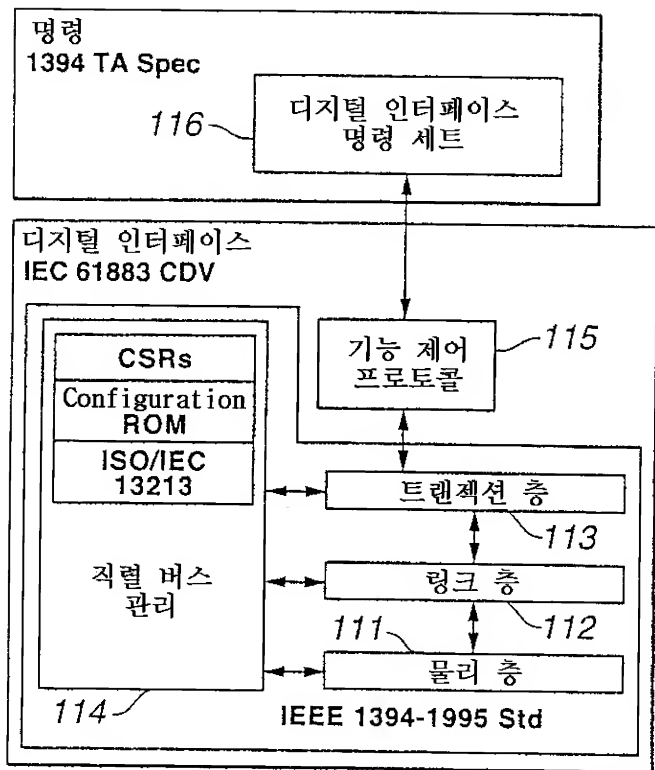 명령
1394 TA Spec
116
디지털 인터페이스
명령 세트
디지털 인터페이스
IEC 61883 CDV
CSRs
Configuration
ROM
ISO/IEC
13213
직렬 버스
관리
114
기능 제어
프로토콜
115
트랜젝션 층
113
링크 층
112
111
물리 층
IEEE 1394-1995 Std